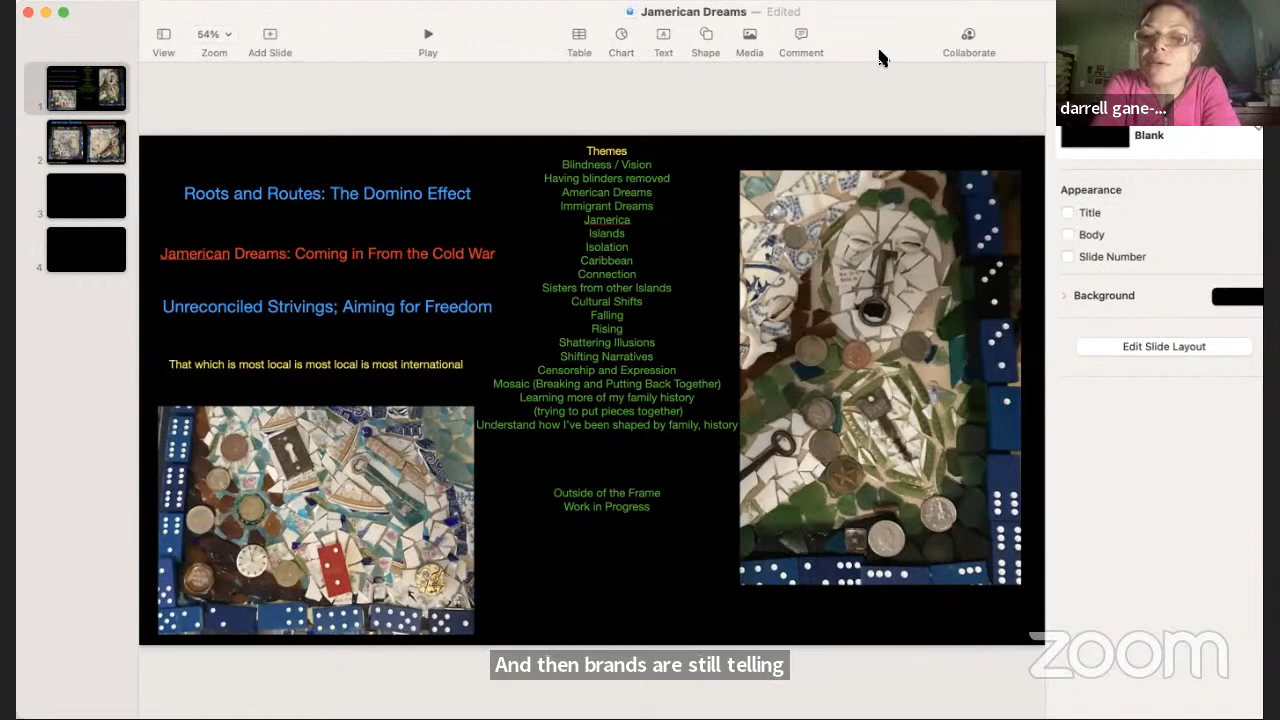 Jamerican Dreams — Edited
54%
View
Zoom
Add Slide
Play
Table
Chart
Text
Shape
Media
Comment
Collaborate
darrell gane-...
1
2
3
4
Roots and Routes: The Domino Effect
Jamerican Dreams: Coming in From the Cold War
Unreconciled Strivings; Aiming for Freedom
That which is most local is most local is most international
Themes
Blindness / Vision
Having blinders removed
American Dreams
Immigrant Dreams
Jamerica
Islands
Isolation
Caribbean
Connection
Sisters from other Islands
Cultural Shifts
Falling
Rising
Shattering Illusions
Shifting Narratives
Censorship and Expression
Mosaic (Breaking and Putting Back Together)
Learning more of my family history
(trying to put pieces together)
Understand how I've been shaped by family, history
Outside of the Frame
Work in Progress
Blank
Appearance
Title
Body
Slide Number
Background
Edit Slide Layout
And then brands are still telling
zoom